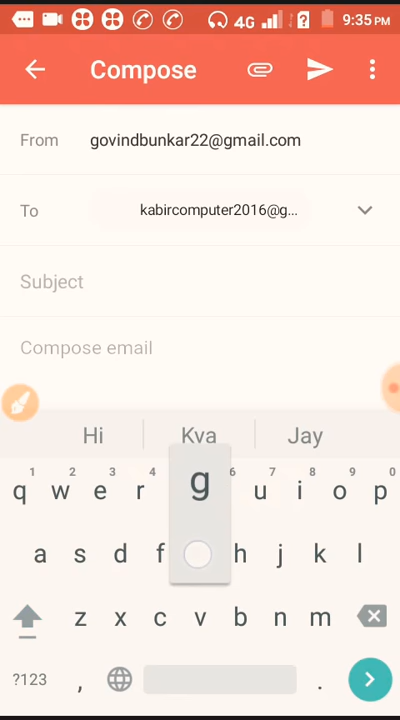 4G 9:35 PM
Compose
From govindbunkar22@gmail.com
To kabircomputer2016@g...
Subject
Compose email
Hi Kva Jay
1 2 3 4 6 7 8 9 0
q w e r g u i o p
a s d f h j k l
z x c v b n m
?123 , .